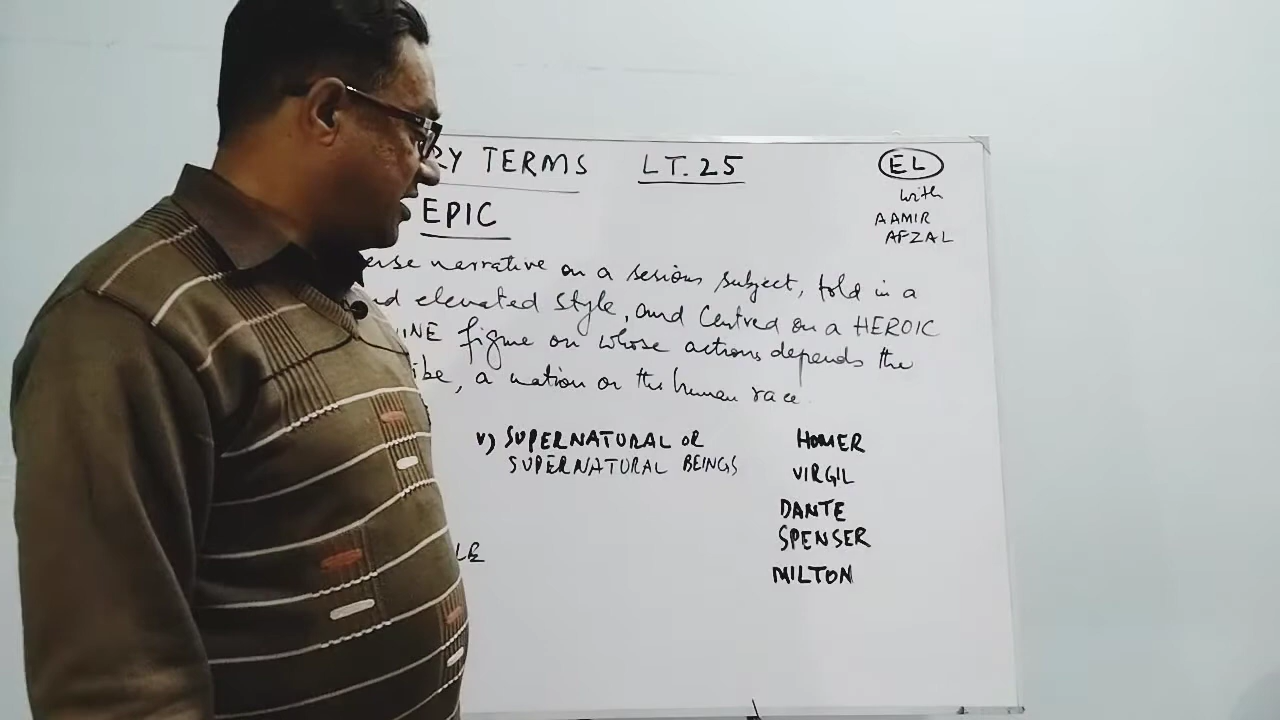 RY TERMS LT. 25
EL
with
AAMIR
AFZAL
EPIC
erse narrative on a serious subject, told in a
nd elevated style, and Centred on a HEROIC
INE figure on whose actions depends the
ibe, a nation or the human race.
v) SUPERNATURAL OR
SUPERNATURAL BEINGS
LE
HOMER
VIRGIL
DANTE
SPENSER
MILTON